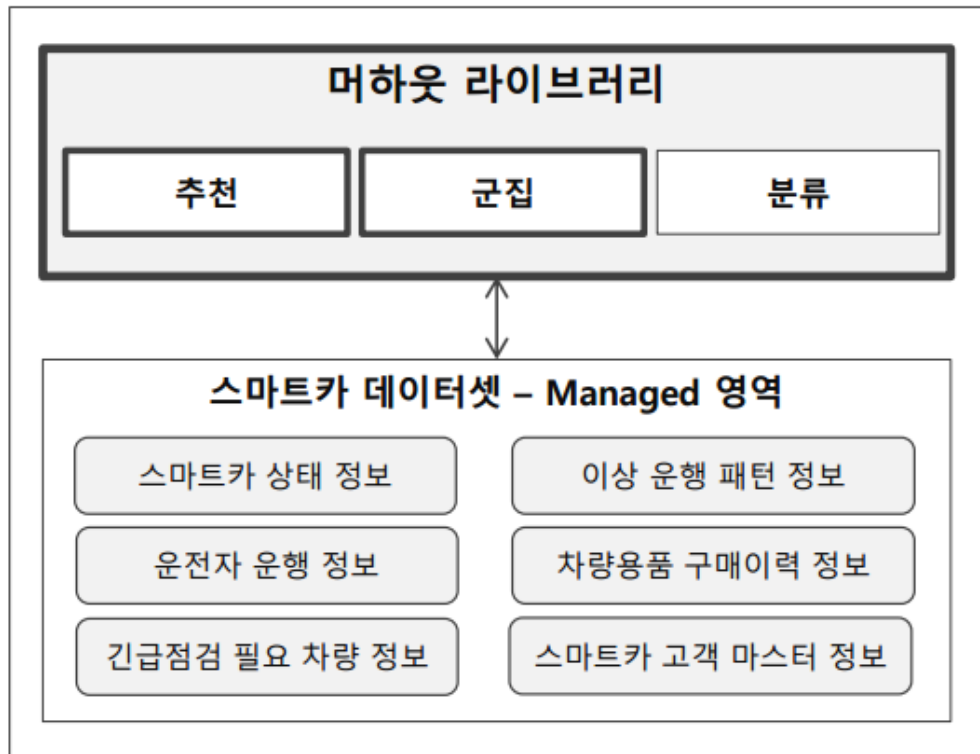 머하웃 라이브러리
추천
군집
분류
스마트카 데이터셋 – Managed 영역
스마트카 상태 정보
이상 운행 패턴 정보
운전자 운행 정보
차량용품 구매이력 정보
긴급점검 필요 차량 정보
스마트카 고객 마스터 정보